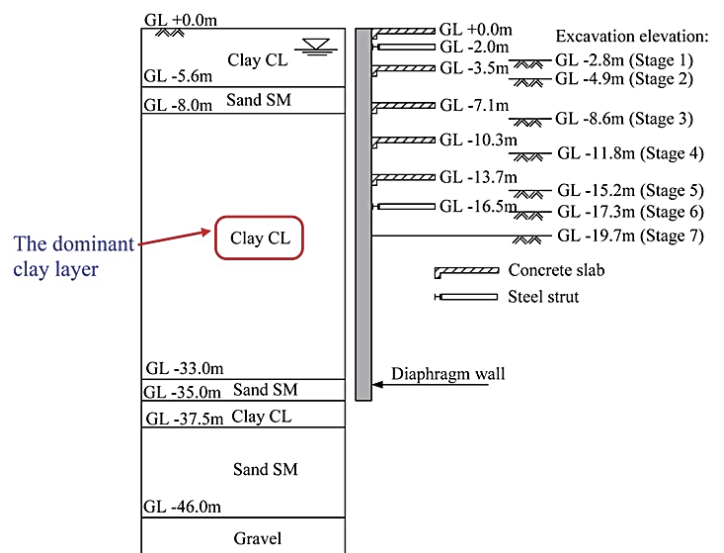 GL +0.0m
Clay CL
GL -5.6m
Sand SM
GL -8.0m
The dominant
clay layer
Clay CL
GL -33.0m
GL -35.0m
Sand SM
GL -37.5m
Clay CL
Sand SM
GL -46.0m
Gravel
GL +0.0m
GL -2.0m
GL -3.5m
GL -7.1m
GL -10.3m
GL -13.7m
GL -16.5m
Excavation elevation:
GL -2.8m (Stage 1)
GL -4.9m (Stage 2)
GL -8.6m (Stage 3)
GL -11.8m (Stage 4)
GL -15.2m (Stage 5)
GL -17.3m (Stage 6)
GL -19.7m (Stage 7)
Concrete slab
Steel strut
Diaphragm wall